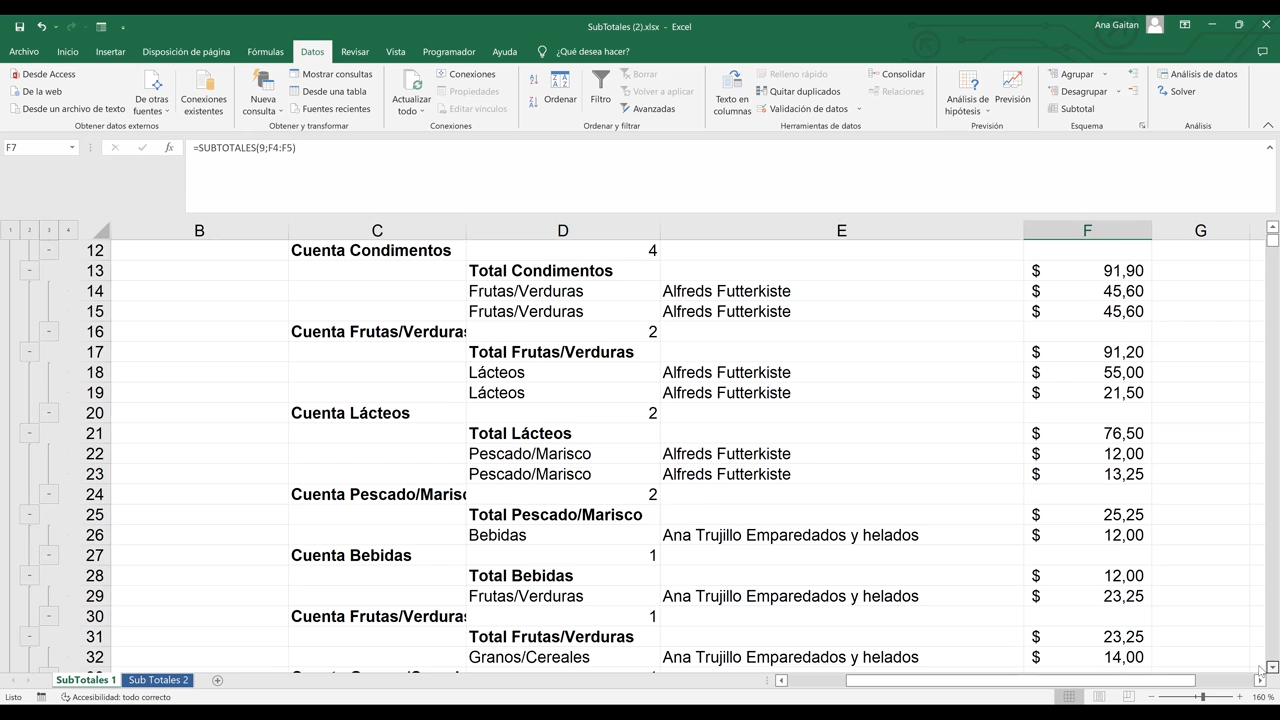 SubTotales (2).xlsx - Excel
Ana Gaitan
Archivo Inicio Insertar Disposición de página Fórmulas Datos Revisar Vista Programador Ayuda ¿Qué desea hacer?
Desde Access
De la web
Desde un archivo de texto
De otras fuentes
Conexiones existentes
Obtener datos externos
Nueva consulta
Mostrar consultas
Desde una tabla
Fuentes recientes
Obtener y transformar
Actualizar todo
Conexiones
Propiedades
Editar vínculos
Conexiones
Ordenar
Filtro
Borrar
Volver a aplicar
Avanzadas
Ordenar y filtrar
Texto en columnas
Relleno rápido
Quitar duplicados
Validación de datos
Consolidar
Relaciones
Herramientas de datos
Análisis de hipótesis
Previsión
Previsión
Agrupar
Desagrupar
Subtotal
Esquema
Análisis de datos
Solver
Análisis
F7 fx =SUBTOTALES(9;F4:F5)
1 2 3 4 B C D E F G
12 Cuenta Condimentos 4
13 Total Condimentos $ 91,90
14 Frutas/Verduras Alfreds Futterkiste $ 45,60
15 Frutas/Verduras Alfreds Futterkiste $ 45,60
16 Cuenta Frutas/Verduras 2
17 Total Frutas/Verduras $ 91,20
18 Lácteos Alfreds Futterkiste $ 55,00
19 Lácteos Alfreds Futterkiste $ 21,50
20 Cuenta Lácteos 2
21 Total Lácteos $ 76,50
22 Pescado/Marisco Alfreds Futterkiste $ 12,00
23 Pescado/Marisco Alfreds Futterkiste $ 13,25
24 Cuenta Pescado/Marisc 2
25 Total Pescado/Marisco $ 25,25
26 Bebidas Ana Trujillo Emparedados y helados $ 12,00
27 Cuenta Bebidas 1
28 Total Bebidas $ 12,00
29 Frutas/Verduras Ana Trujillo Emparedados y helados $ 23,25
30 Cuenta Frutas/Verduras 1
31 Total Frutas/Verduras $ 23,25
32 Granos/Cereales Ana Trujillo Emparedados y helados $ 14,00
SubTotales 1 Sub Totales 2
Listo Accesibilidad: todo correcto 160 %